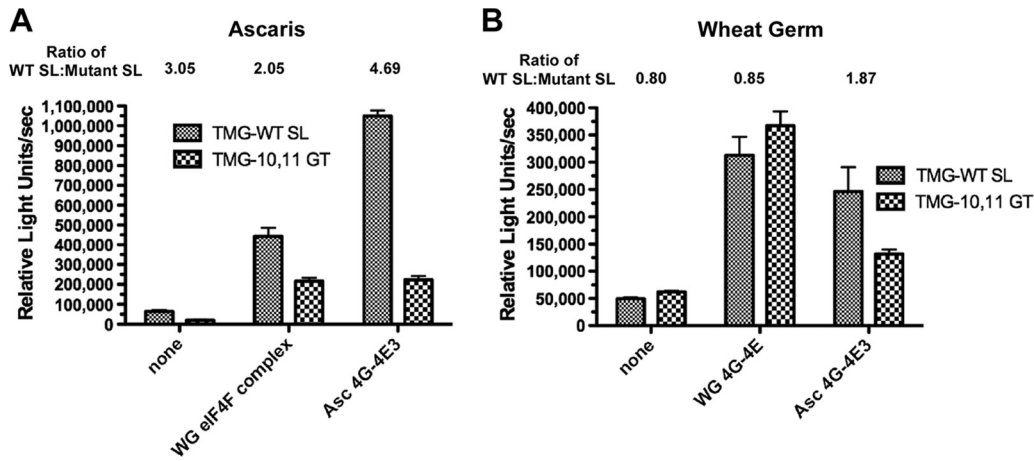 A
Ascaris
Ratio of
WT SL:Mutant SL
3.05
2.05
4.69
Relative Light Units/sec
1,100,000
1,000,000
900,000
800,000
700,000
600,000
500,000
400,000
300,000
200,000
100,000
0
TMG-WT SL
TMG-10,11 GT
none
WG eIF4F complex
Asc 4G-4E3
B
Wheat Germ
Ratio of
WT SL:Mutant SL
0.80
0.85
1.87
Relative Light Units/sec
400,000
350,000
300,000
250,000
200,000
150,000
100,000
50,000
0
TMG-WT SL
TMG-10,11 GT
none
WG 4G-4E
Asc 4G-4E3